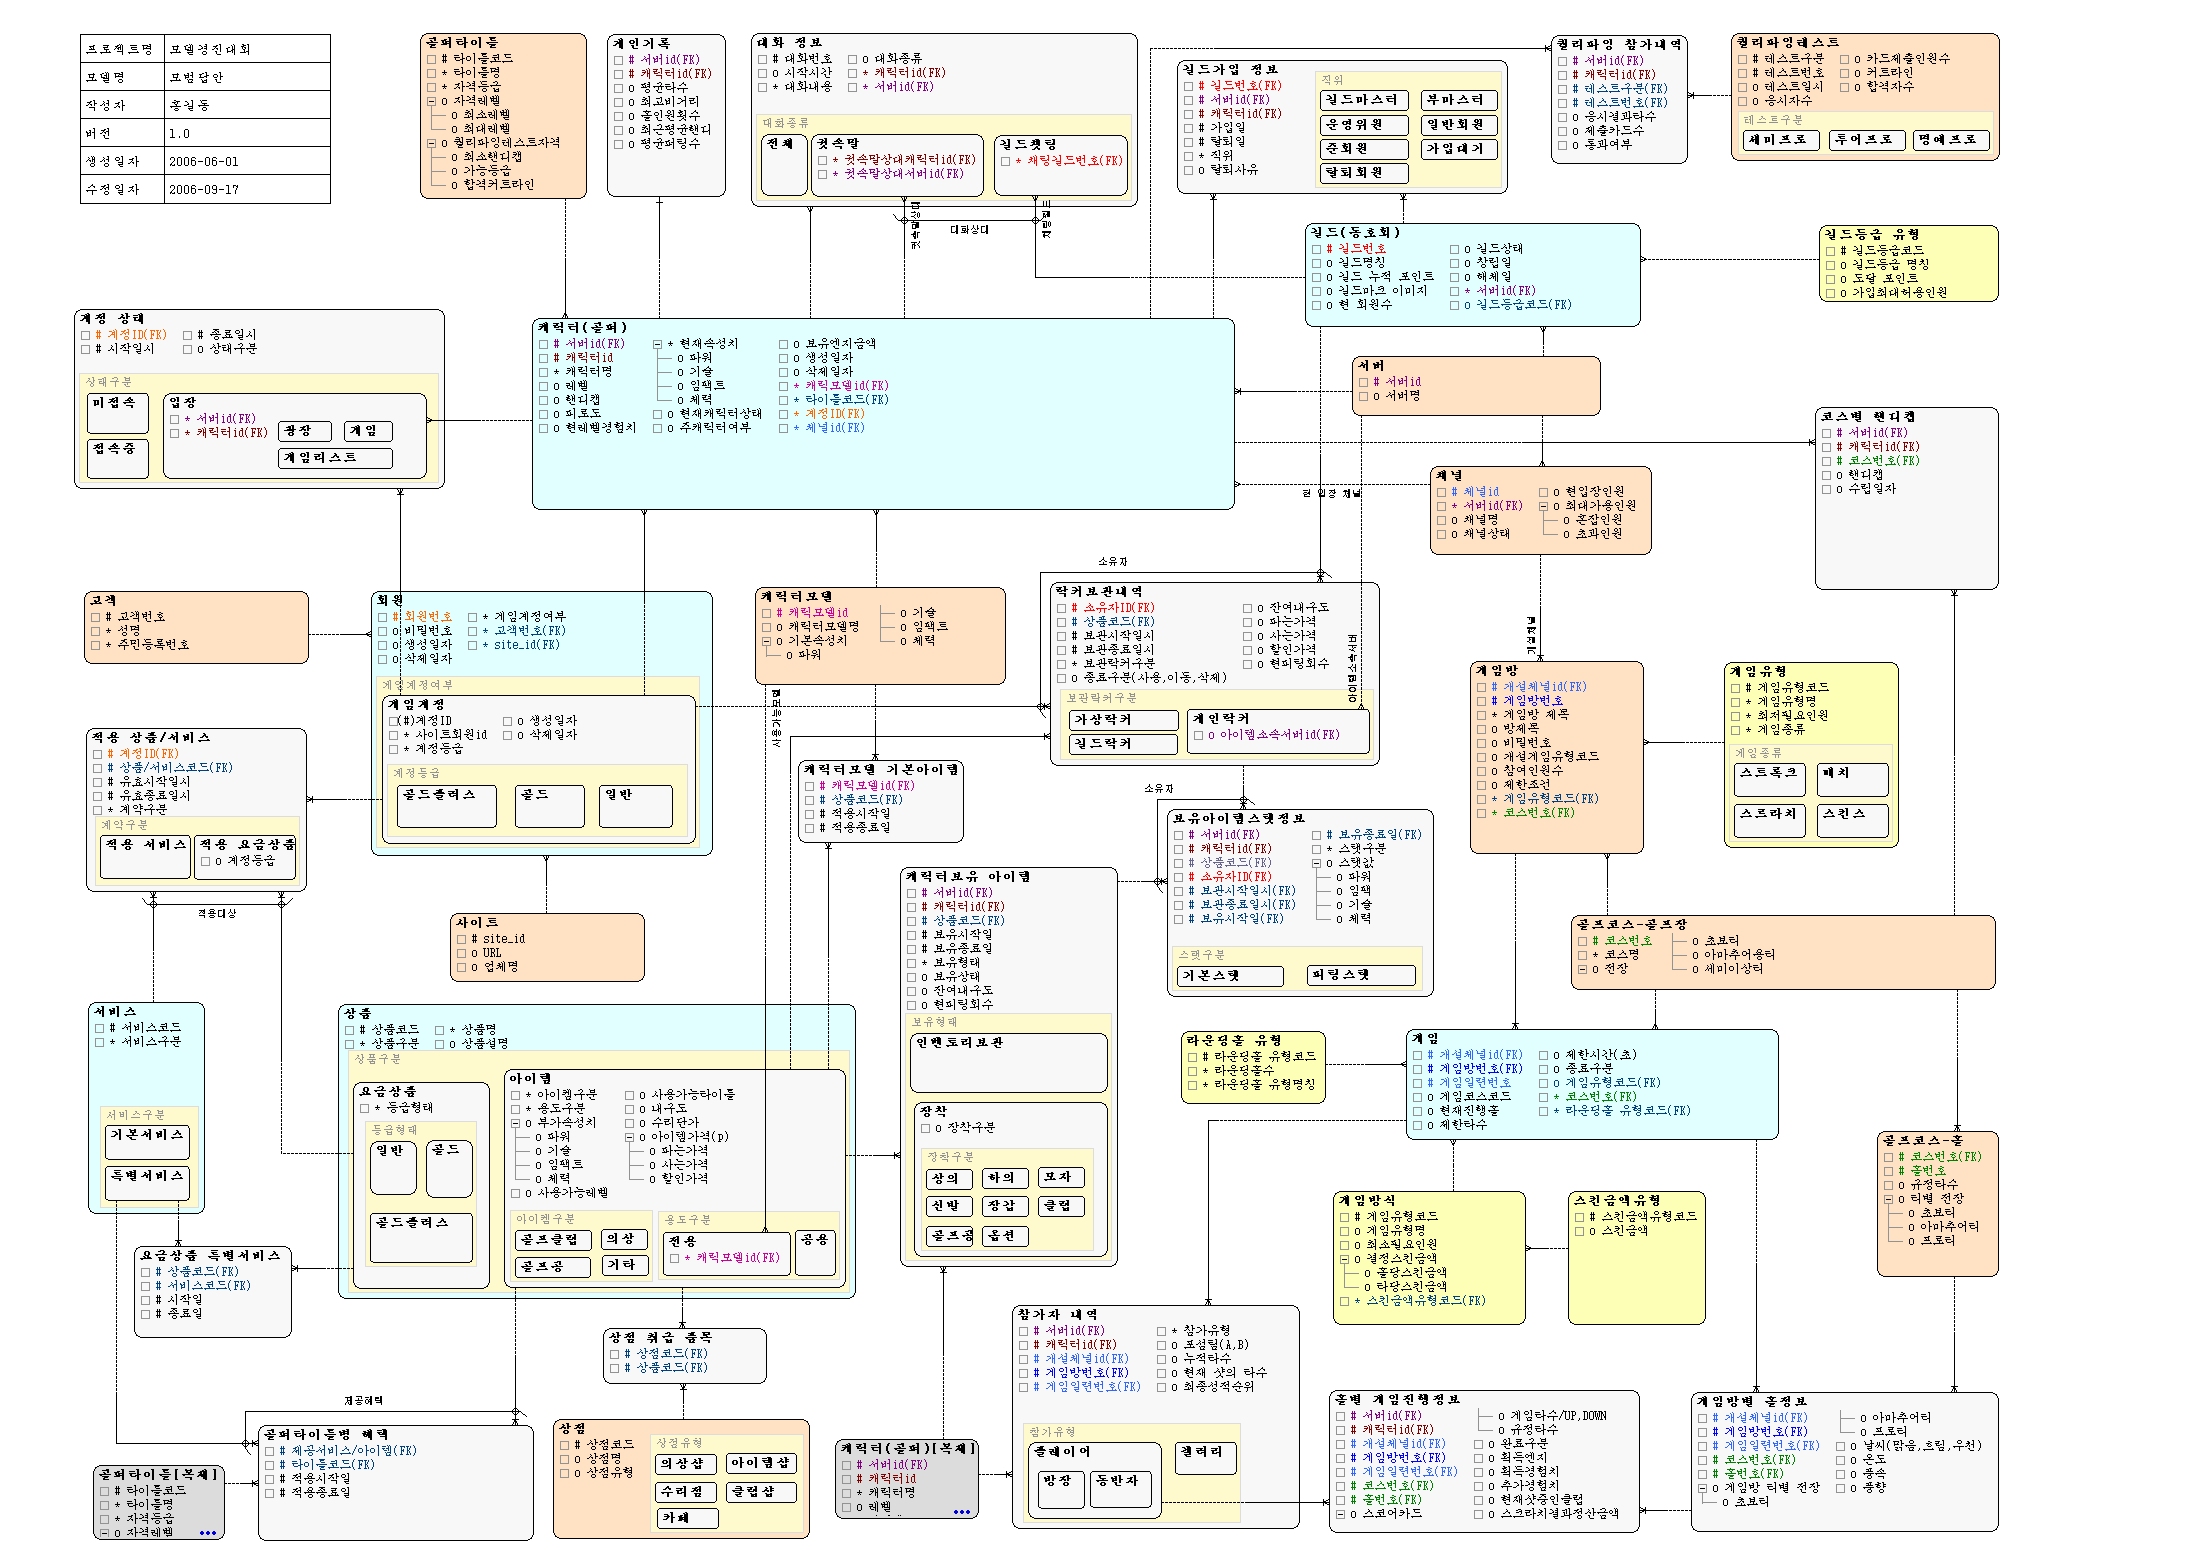 프로젝트명 모델경진대회
모델명 모범답안
작성자 홍길동
버전 1.0
생성일자 2006-06-01
수정일자 2006-09-17
골퍼타이틀
# 타이틀코드
* 타이틀명
* 자격등급
o 자격레벨
o 최소레벨
o 최대레벨
o 퀄리파잉테스트자격
o 최소핸디캡
o 가능등급
o 합격커트라인
개인기록
# 서버id(FK)
# 캐릭터id(FK)
o 평균타수
o 최고비거리
o 홀인원횟수
o 최근평균핸디
o 평균퍼팅수
대화 정보
# 대화번호 o 대화종류
o 시작시간 * 캐릭터id(FK)
* 대화내용 * 서버id(FK)
대화종류
전체
귓속말
* 귓속말상대캐릭터id(FK)
* 귓속말상대서버id(FK)
길드챗팅
* 채팅길드번호(FK)
귓속말상대
대화상대
채팅길드
길드가입 정보
# 길드번호(FK)
# 서버id(FK)
# 캐릭터id(FK)
# 가입일
# 탈퇴일
* 직위
o 탈퇴사유
직위
길드마스터 부마스터
운영위원 일반회원
준회원 가입대기
탈퇴회원
퀄리파잉 참가내역
# 서버id(FK)
# 캐릭터id(FK)
# 테스트구분(FK)
# 테스트번호(FK)
o 응시결과타수
o 제출카드수
o 통과여부
퀄리파잉테스트
# 테스트구분 o 카드제출인원수
# 테스트번호 o 커트라인
o 테스트일시 o 합격자수
o 응시자수
테스트구분
세미프로 투어프로 명예프로
길드(동호회)
# 길드번호 o 길드상태
o 길드명칭 o 창립일
o 길드 누적 포인트 o 해체일
o 길드마크 이미지 * 서버id(FK)
o 현 회원수 o 길드등급코드(FK)
길드등급 유형
# 길드등급코드
o 길드등급 명칭
o 도달 포인트
o 가입최대허용인원
계정 상태
# 계정ID(FK) # 종료일시
# 시작일시 o 상태구분
상태구분
미접속
접속중
입장
* 서버id(FK)
* 캐릭터id(FK)
광장 게임
게임리스트
캐릭터(골퍼)
# 서버id(FK) * 현재속성치 o 보유엔지금액
# 캐릭터id o 파워 o 생성일자
* 캐릭터명 o 기술 o 삭제일자
o 레벨 o 임팩트 * 캐릭모델id(FK)
o 핸디캡 o 체력 * 타이틀코드(FK)
o 피로도 o 현재캐릭터상태 * 계정ID(FK)
o 현레벨경험치 o 주캐릭터여부 * 채널id(FK)
서버
# 서버id
o 서버명
코스별 핸디캡
# 서버id(FK)
# 캐릭터id(FK)
# 코스번호(FK)
o 핸디캡
o 수립일자
현 입장 채널
채널
# 채널id o 현입장인원
* 서버id(FK) o 최대가용인원
o 채널명 o 혼잡인원
o 채널상태 o 초과인원
고객
# 고객번호
* 성명
* 주민등록번호
회원
# 회원번호 * 게임계정여부
o 비밀번호 * 고객번호(FK)
o 생성일자 * site_id(FK)
o 삭제일자
게임계정여부
게임계정
(#)계정ID o 생성일자
* 사이트회원id o 삭제일자
* 계정등급
계정등급
골드플러스 골드 일반
캐릭터모델
# 캐릭모델id o 기술
o 캐릭터모델명 o 임팩트
o 기본속성치 o 체력
o 파워
사용가능모델
소유자
락커보관내역
# 소유자ID(FK) o 잔여내구도
# 상품코드(FK) o 파는가격
# 보관시작일시 o 사는가격
# 보관종료일시 o 할인가격
* 보관락커구분 o 현퍼팅회수
o 종료구분(사용,이동,삭제)
보관락커구분
가상락커
길드락커
개인락커
o 아이템소속서버id(FK)
아이템소속서버
개설채널
게임방
# 개설채널id(FK)
# 게임방번호
* 게임방 제목
o 방제목
o 비밀번호
o 개설게임유형코드
o 참여인원수
o 제한조건
* 게임유형코드(FK)
* 코스번호(FK)
게임유형
# 게임유형코드
* 게임유형명
* 최저필요인원
* 게임종류
게임종류
스트록크 매치
스트라치 스킨스
적용 상품/서비스
# 계정ID(FK)
# 상품/서비스코드(FK)
# 유효시작일시
# 유효종료일시
* 계약구분
계약구분
적용 서비스 적용 요금상품
o 계정등급
적용대상
캐릭터모델 기본아이템
# 캐릭모델id(FK)
# 상품코드(FK)
# 적용시작일
# 적용종료일
소유자
보유아이템스탯정보
# 서버id(FK) # 보유종료일(FK)
# 캐릭터id(FK) * 스탯구분
# 상품코드(FK) o 스탯값
# 소유자ID(FK) o 파워
# 보관시작일시(FK) o 임팩
# 보관종료일시(FK) o 기술
# 보유시작일(FK) o 체력
스탯구분
기본스탯 퍼팅스탯
캐릭터보유 아이템
# 서버id(FK)
# 캐릭터id(FK)
# 상품코드(FK)
# 보유시작일
# 보유종료일
* 보유형태
o 보유상태
o 잔여내구도
o 현퍼팅회수
보유형태
인벤토리보관
장착
o 장착구분
장착구분
상의 하의 모자
신발 장갑 클럽
골프공 옵션
사이트
# site_id
o URL
o 업체명
골프코스-골프장
# 코스번호 o 초보티
* 코스명 o 아마추어용티
o 전장 o 세미이상티
서비스
# 서비스코드
* 서비스구분
서비스구분
기본서비스
특별서비스
상품
# 상품코드 * 상품명
* 상품구분 o 상품설명
상품구분
요금상품
* 등급형태
등급형태
일반 골드
골드플러스
아이템
* 아이템구분 o 사용가능타이틀
* 용도구분 o 내구도
o 부가속성치 o 수리단가
o 파워 o 아이템가격(p)
o 기술 o 파는가격
o 임팩트 o 사는가격
o 체력 o 할인가격
o 사용가능레벨
아이템구분
골프클럽 의상
골프공 기타
용도구분
전용
* 캐릭모델id(FK)
공용
라운딩홀 유형
# 라운딩홀 유형코드
* 라운딩홀수
* 라운딩홀 유형명칭
게임
# 개설채널id(FK) o 제한시간(초)
# 게임방번호(FK) o 종료구분
# 게임일련번호 o 게임유형코드(FK)
o 게임코스코드 * 코스번호(FK)
o 현재진행홀 * 라운딩홀 유형코드(FK)
o 제한타수
골프코스-홀
# 코스번호(FK)
# 홀번호
o 규정타수
o 티별 전장
o 초보티
o 아마추어티
o 프로티
게임방식
# 게임유형코드
o 게임유형명
o 최소필요인원
o 결정스킨금액
o 홀당스킨금액
o 타당스킨금액
* 스킨금액유형코드(FK)
스킨금액유형
# 스킨금액유형코드
o 스킨금액
요금상품 특별서비스
# 상품코드(FK)
# 서비스코드(FK)
# 시작일
# 종료일
상점 취급 품목
# 상점코드(FK)
# 상품코드(FK)
참가자 내역
# 서버id(FK) * 참가유형
# 캐릭터id(FK) o 포섬팀(A,B)
# 개설채널id(FK) o 누적타수
# 게임방번호(FK) o 현재 샷의 타수
# 게임일련번호(FK) o 최종성적순위
참가유형
플레이어
방장 동반자
갤러리
제공혜택
골퍼타이틀별 혜택
# 제공서비스/아이템(FK)
# 타이틀코드(FK)
# 적용시작일
# 적용종료일
골퍼타이틀[복제]
# 타이틀코드
* 타이틀명
* 자격등급
o 자격레벨
상점
# 상점코드
o 상점명
o 상점유형
상점유형
의상샵 아이템샵
수리점 클럽샵
카페
캐릭터(골퍼)[복제]
# 서버id(FK)
# 캐릭터id
* 캐릭터명
o 레벨
홀별 게임진행정보
# 서버id(FK) o 게임타수/UP,DOWN
# 캐릭터id(FK) o 규정타수
# 개설채널id(FK) o 완료구분
# 게임방번호(FK) o 획득엔지
# 게임일련번호(FK) o 획득경험치
# 코스번호(FK) o 추가경험치
# 홀번호(FK) o 현재샷중인클럽
o 스코어카드 o 스크라치결과정산금액
게임방별 홀정보
# 개설채널id(FK) o 아마추어티
# 게임방번호(FK) o 프로티
# 게임일련번호(FK) o 날씨(맑음,흐림,우천)
# 코스번호(FK) o 온도
# 홀번호(FK) o 풍속
o 게임방 티별 전장 o 풍향
o 초보티